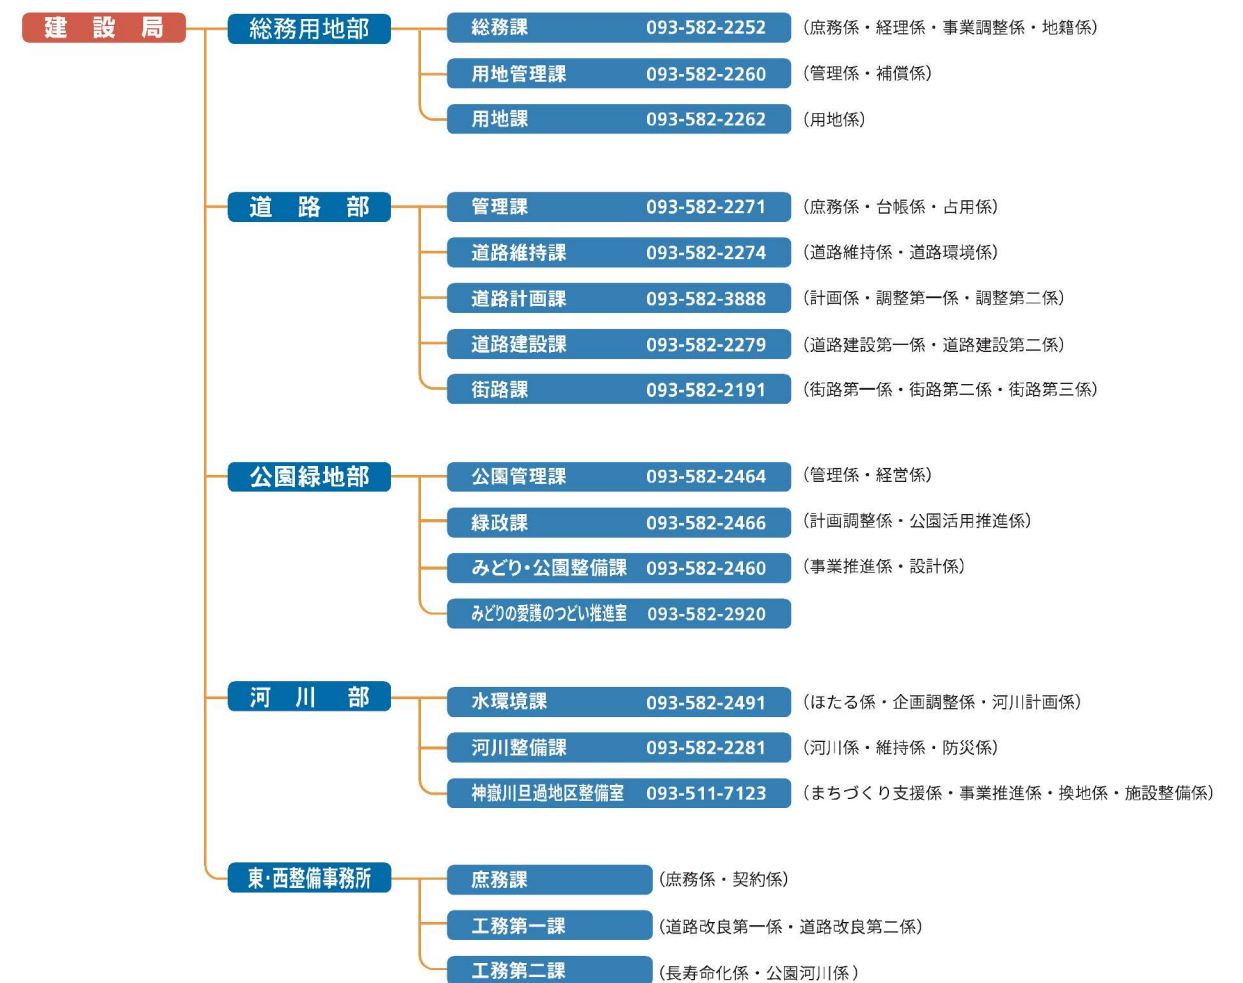 建設局
総務用地部
総務課 093-582-2252 （庶務係・経理係・事業調整係・地籍係）
用地管理課 093-582-2260 （管理係・補償係）
用地課 093-582-2262 （用地係）
道路部
管理課 093-582-2271 （庶務係・台帳係・占用係）
道路維持課 093-582-2274 （道路維持係・道路環境係）
道路計画課 093-582-3888 （計画係・調整第一係・調整第二係）
道路建設課 093-582-2279 （道路建設第一係・道路建設第二係）
街路課 093-582-2191 （街路第一係・街路第二係・街路第三係）
公園緑地部
公園管理課 093-582-2464 （管理係・経営係）
緑政課 093-582-2466 （計画調整係・公園活用推進係）
みどり・公園整備課 093-582-2460 （事業推進係・設計係）
みどりの愛護のつどい推進室 093-582-2920
河川部
水環境課 093-582-2491 （ほたる係・企画調整係・河川計画係）
河川整備課 093-582-2281 （河川係・維持係・防災係）
神嶽川旦過地区整備室 093-511-7123 （まちづくり支援係・事業推進係・換地係・施設整備係）
東・西整備事務所
庶務課 （庶務係・契約係）
工務第一課 （道路改良第一係・道路改良第二係）
工務第二課 （長寿命化係・公園河川係）